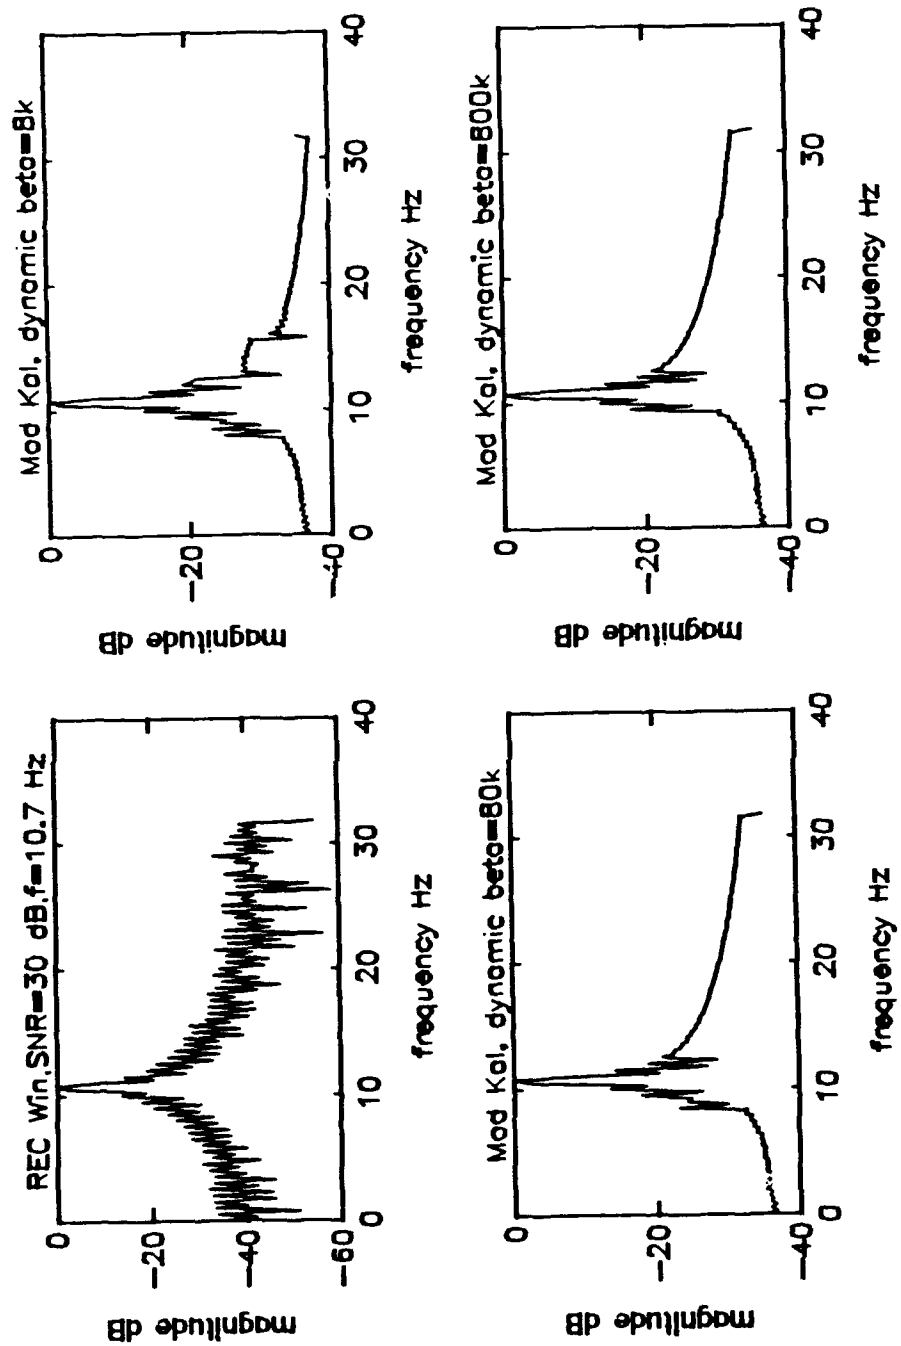 REC Win,SNR=30 dB,f=10.7 Hz
0
-20
-40
-60
magnitude dB
0
10
20
30
40
frequency Hz
Mod Kal, dynamic beta=8k
0
-20
-40
magnitude dB
0
10
20
30
40
frequency Hz
Mod Kal, dynamic beta=80k
0
-20
-40
magnitude dB
0
10
20
30
40
frequency Hz
Mod Kal, dynamic beta=800k
0
-20
-40
magnitude dB
0
10
20
30
40
frequency Hz